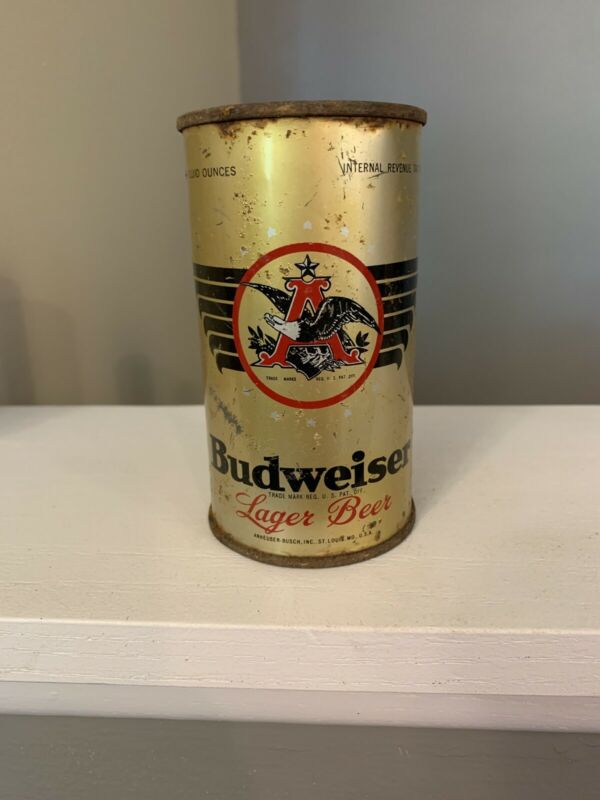 FLUID OUNCES
INTERNAL REVENUE
A
TRADE MARKS REG. U. S. PAT. OFF.
Budweiser
TRADE MARK REG. U. S. PAT. OFF.
Lager Beer
ANHEUSER-BUSCH, INC., ST. LOUIS, MO., U.S.A.